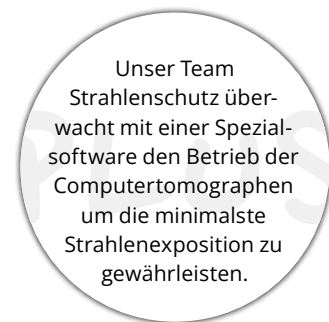 Unser Team
Strahlenschutz über-
wacht mit einer Spezial-
software den Betrieb der
Computertomographen
um die minimalste
Strahlenexposition zu
gewährleisten.
PLUS